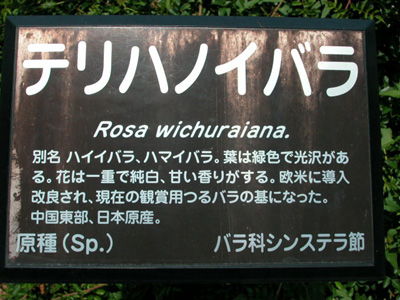 テリハノイバラ
Rosa wichuraiana.
別名 ハイイバラ、ハマイバラ。葉は緑色で光沢があ
る。花は一重で純白、甘い香りがする。欧米に導入
改良され、現在の観賞用つるバラの基になった。
中国東部、日本原産。
原種(Sp.) バラ科シンステラ節